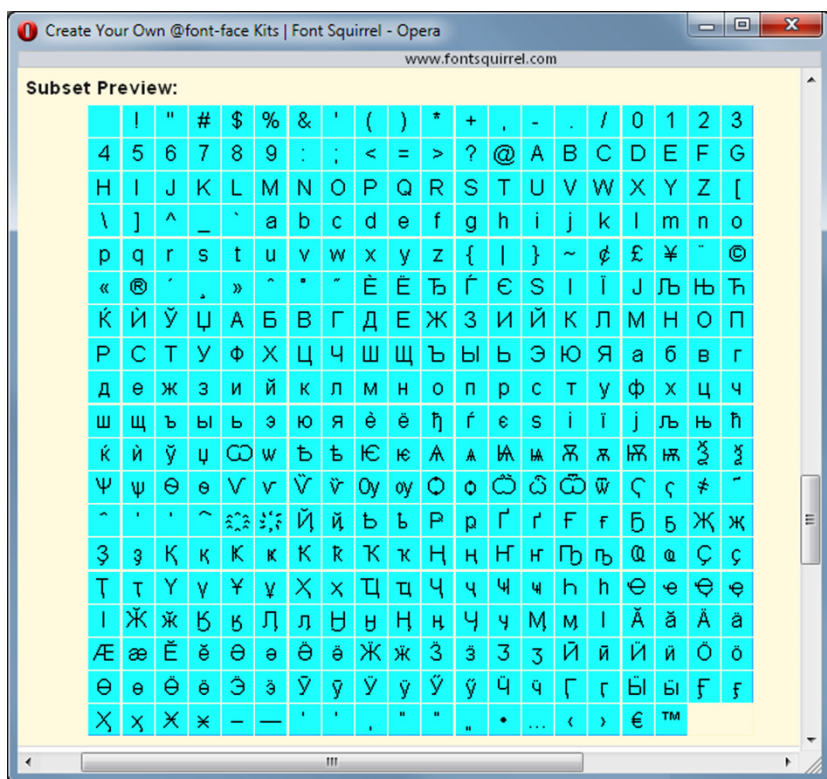 Create Your Own @font-face Kits | Font Squirrel - Opera
www.fontsquirrel.com
Subset Preview:
! " # $ % & ' ( ) * + , - . / 0 1 2 3
4 5 6 7 8 9 : ; < = > ? @ A B C D E F G
H I J K L M N O P Q R S T U V W X Y Z [
\ ] ^ _ ` a b c d e f g h i j k l m n o
p q r s t u v w x y z { | } ~ ¢ £ ¥ ¨ ©
« ® ´ ¸ » ˆ ˚ ˝ Ѐ Ё Ђ Ѓ Є Ѕ І Ї Ј Љ Њ Ћ
Ќ Ѝ Ў Џ А Б В Г Д Е Ж З И Й К Л М Н О П
Р С Т У Ф Х Ц Ч Ш Щ Ъ Ы Ь Э Ю Я а б в г
д е ж з и й к л м н о п р с т у ф х ц ч
ш щ ъ ы ь э ю я ѐ ё ђ ѓ є ѕ і ї ј љ њ ћ
ќ ѝ ў џ Ѡ ѡ Ѣ ѣ Ѥ ѥ Ѧ ѧ Ѩ ѩ Ѫ ѫ Ѭ ѭ Ѯ ѯ
Ѱ ѱ Ѳ ѳ Ѵ ѵ Ѷ ѷ Ѹ ѹ Ѻ ѻ Ѽ ѽ Ѿ ѿ Ҁ ҁ ҂ ҃
҄ ҅ ҆ ҇ ҈ ҉ Ҋ ҋ Ҍ ҍ Ҏ ҏ Ґ ґ Ғ ғ Ҕ ҕ Җ җ
Ҙ ҙ Қ қ Ҝ ҝ Ҟ ҟ Ҡ ҡ Ң ң Ҥ ҥ Ҧ ҧ Ҩ ҩ Ҫ ҫ
Ҭ ҭ Ү ү Ұ ұ Ҳ ҳ Ҵ ҵ Ҷ ҷ Ҹ ҹ Һ һ Ҽ ҽ Ҿ ҿ
Ӏ Ӂ ӂ Ӄ ӄ Ӆ ӆ Ӈ ӈ Ӊ ӊ Ӌ ӌ Ӎ ӎ ӏ Ӑ ӑ Ӓ ӓ
Ӕ ӕ Ӗ ӗ Ә ә Ӛ ӛ Ӝ ӝ Ӟ ӟ Ӡ ӡ Ӣ ӣ Ӥ ӥ Ӧ ӧ
Ө ө Ӫ ӫ Ӭ ӭ Ӯ ӯ Ӱ ӱ Ӳ ӳ Ӵ ӵ Ӷ ӷ Ӹ ӹ Ӻ ӻ
Ӽ ӽ Ӿ ӿ – — ‘ ’ ‚ “ ” „ • … ‹ › € ™